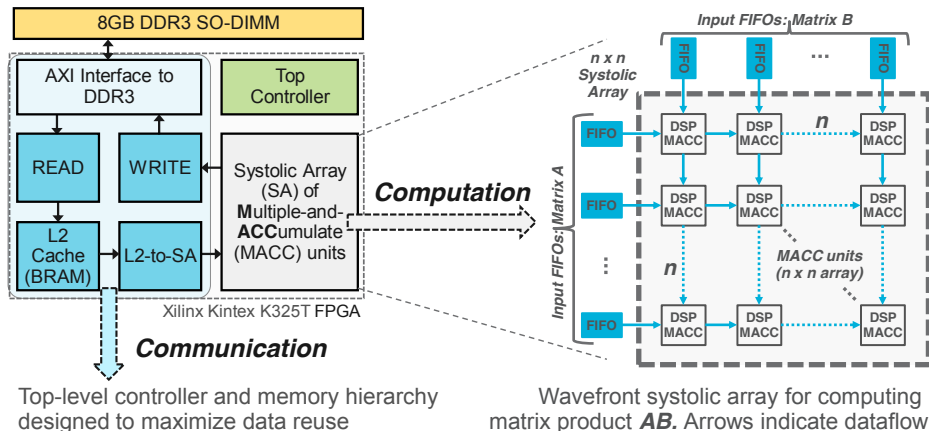 8GB DDR3 SO-DIMM
AXI Interface to
DDR3
Top
Controller
READ
WRITE
Systolic Array
(SA) of
Multiple-and-
ACCumulate
(MACC) units
L2
Cache
(BRAM)
L2-to-SA
Xilinx Kintex K325T FPGA
Computation
Communication
Top-level controller and memory hierarchy
designed to maximize data reuse
Input FIFOs: Matrix B
FIFO
FIFO
...
FIFO
n x n
Systolic
Array
Input FIFOs: Matrix A
FIFO
DSP
MACC
DSP
MACC
n
DSP
MACC
FIFO
DSP
MACC
DSP
MACC
DSP
MACC
...
n
MACC units
(n x n array)
FIFO
DSP
MACC
DSP
MACC
DSP
MACC
Wavefront systolic array for computing
matrix product AB. Arrows indicate dataflow